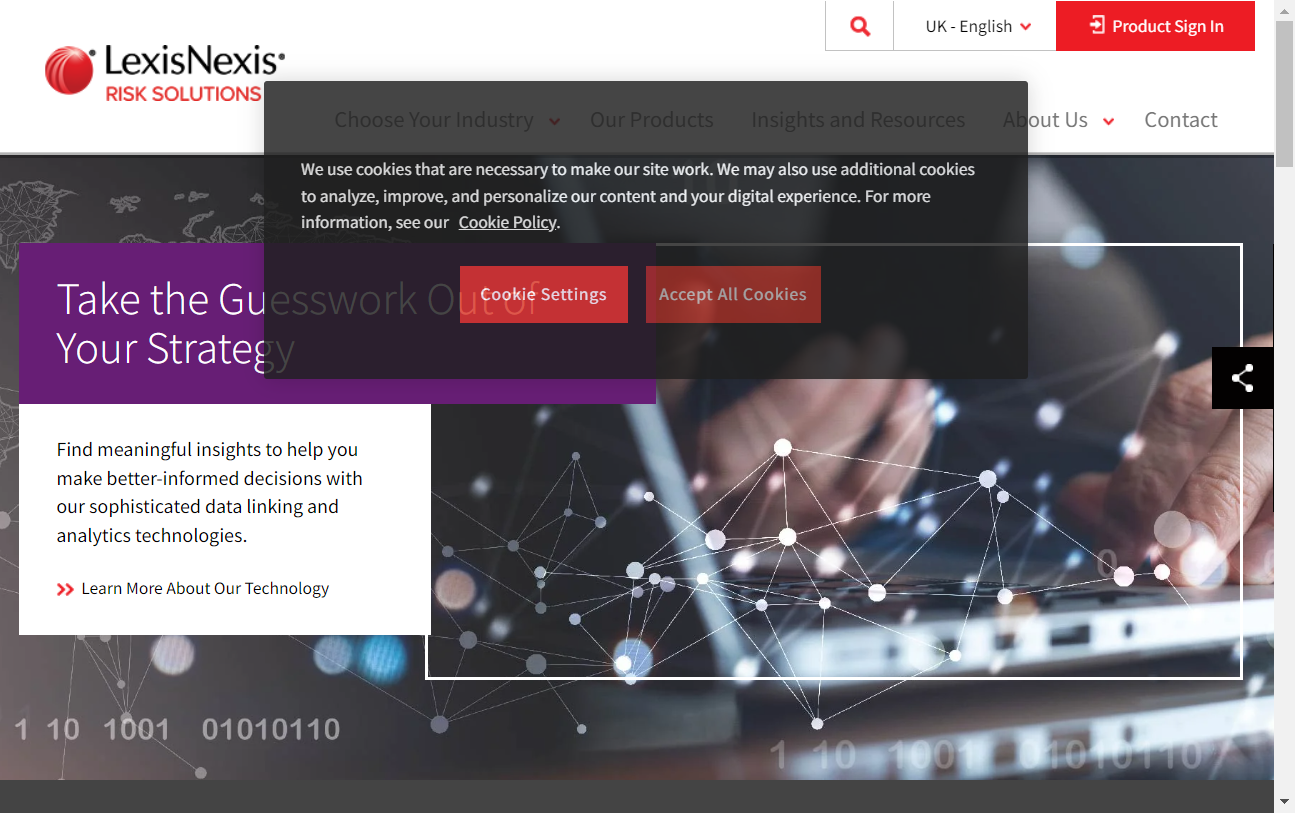 UK - English
Product Sign In
LexisNexis
RISK SOLUTIONS
Choose Your Industry
Our Products
Insights and Resources
About Us
Contact
We use cookies that are necessary to make our site work. We may also use additional cookies
to analyze, improve, and personalize our content and your digital experience. For more
information, see our Cookie Policy.
Cookie Settings
Accept All Cookies
Take the Guesswork Out of
Your Strategy
Find meaningful insights to help you
make better-informed decisions with
our sophisticated data linking and
analytics technologies.
Learn More About Our Technology
0
1 10 1001 01010110
1 10 1001 01010110